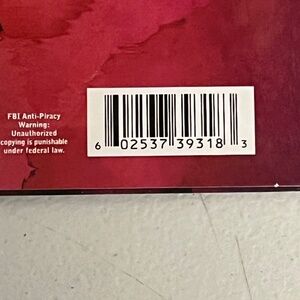 FBI Anti-Piracy
Warning:
Unauthorized
copying is punishable
under federal law.
6 02537 39318 3